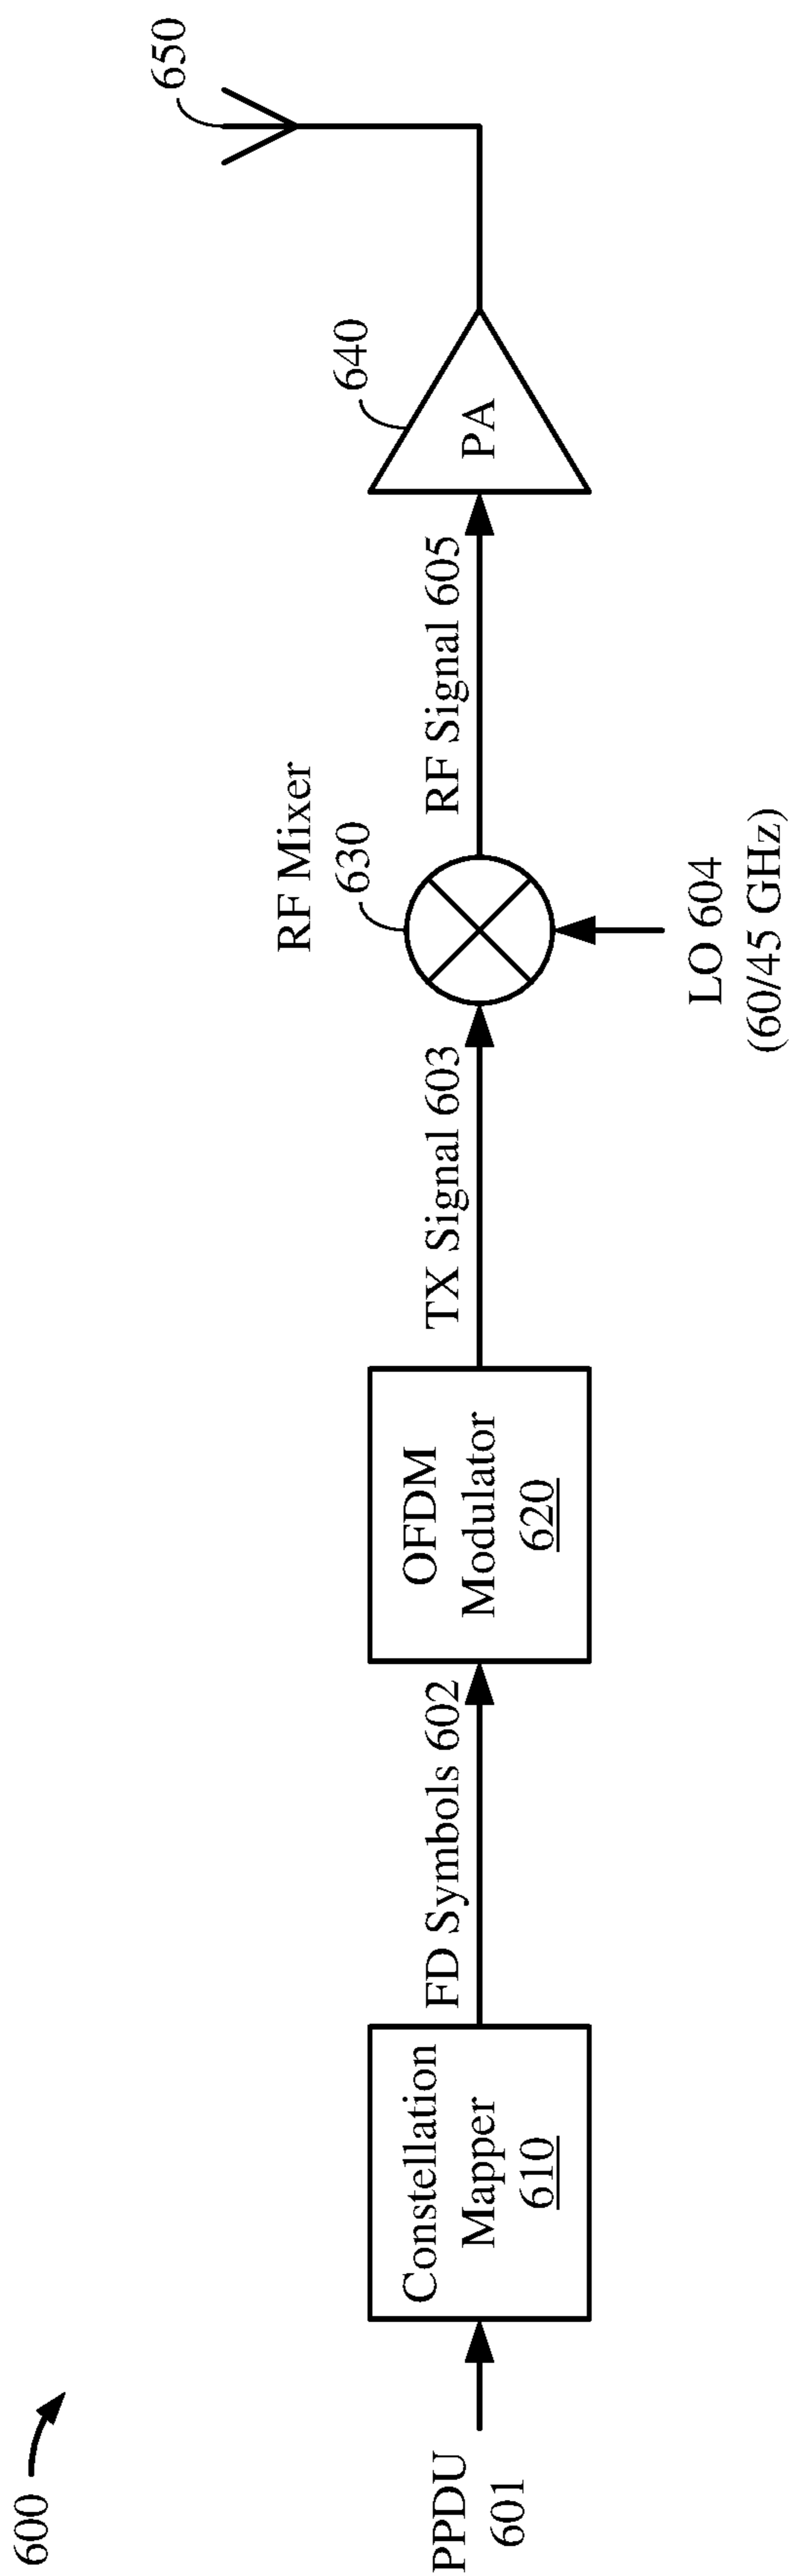 600
PPDU
601
Constellation
Mapper
610
FD Symbols 602
OFDM
Modulator
620
TX Signal 603
RF Mixer
630
LO 604
(60/45 GHz)
RF Signal 605
640
PA
650